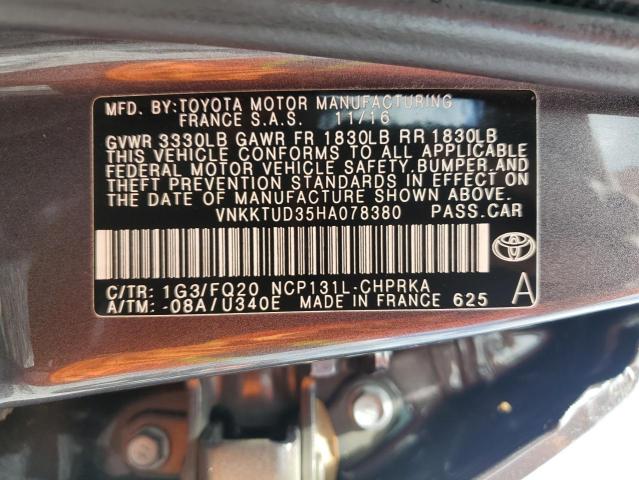 MFD. BY: TOYOTA MOTOR MANUFACTURING
FRANCE S.A.S. 11/16
GVWR 3330LB GAWR FR 1830LB RR 1830LB
THIS VEHICLE CONFORMS TO ALL APPLICABLE
FEDERAL MOTOR VEHICLE SAFETY, BUMPER, AND
THEFT PREVENTION STANDARDS IN EFFECT ON
THE DATE OF MANUFACTURE SHOWN ABOVE.
VNKKTUD35HA078380 PASS.CAR
C/TR: 1G3/FQ20 NCP131L-CHPRKA A
A/TM: -08A/U340E MADE IN FRANCE 625